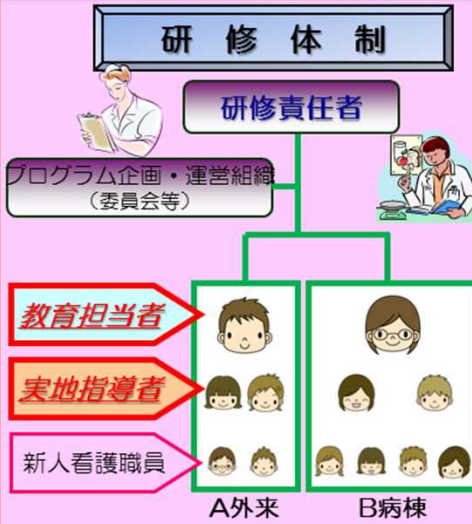 研修体制
研修責任者
プログラム企画・運営組織
（委員会等）
教育担当者
実地指導者
新人看護職員
A外来
B病棟